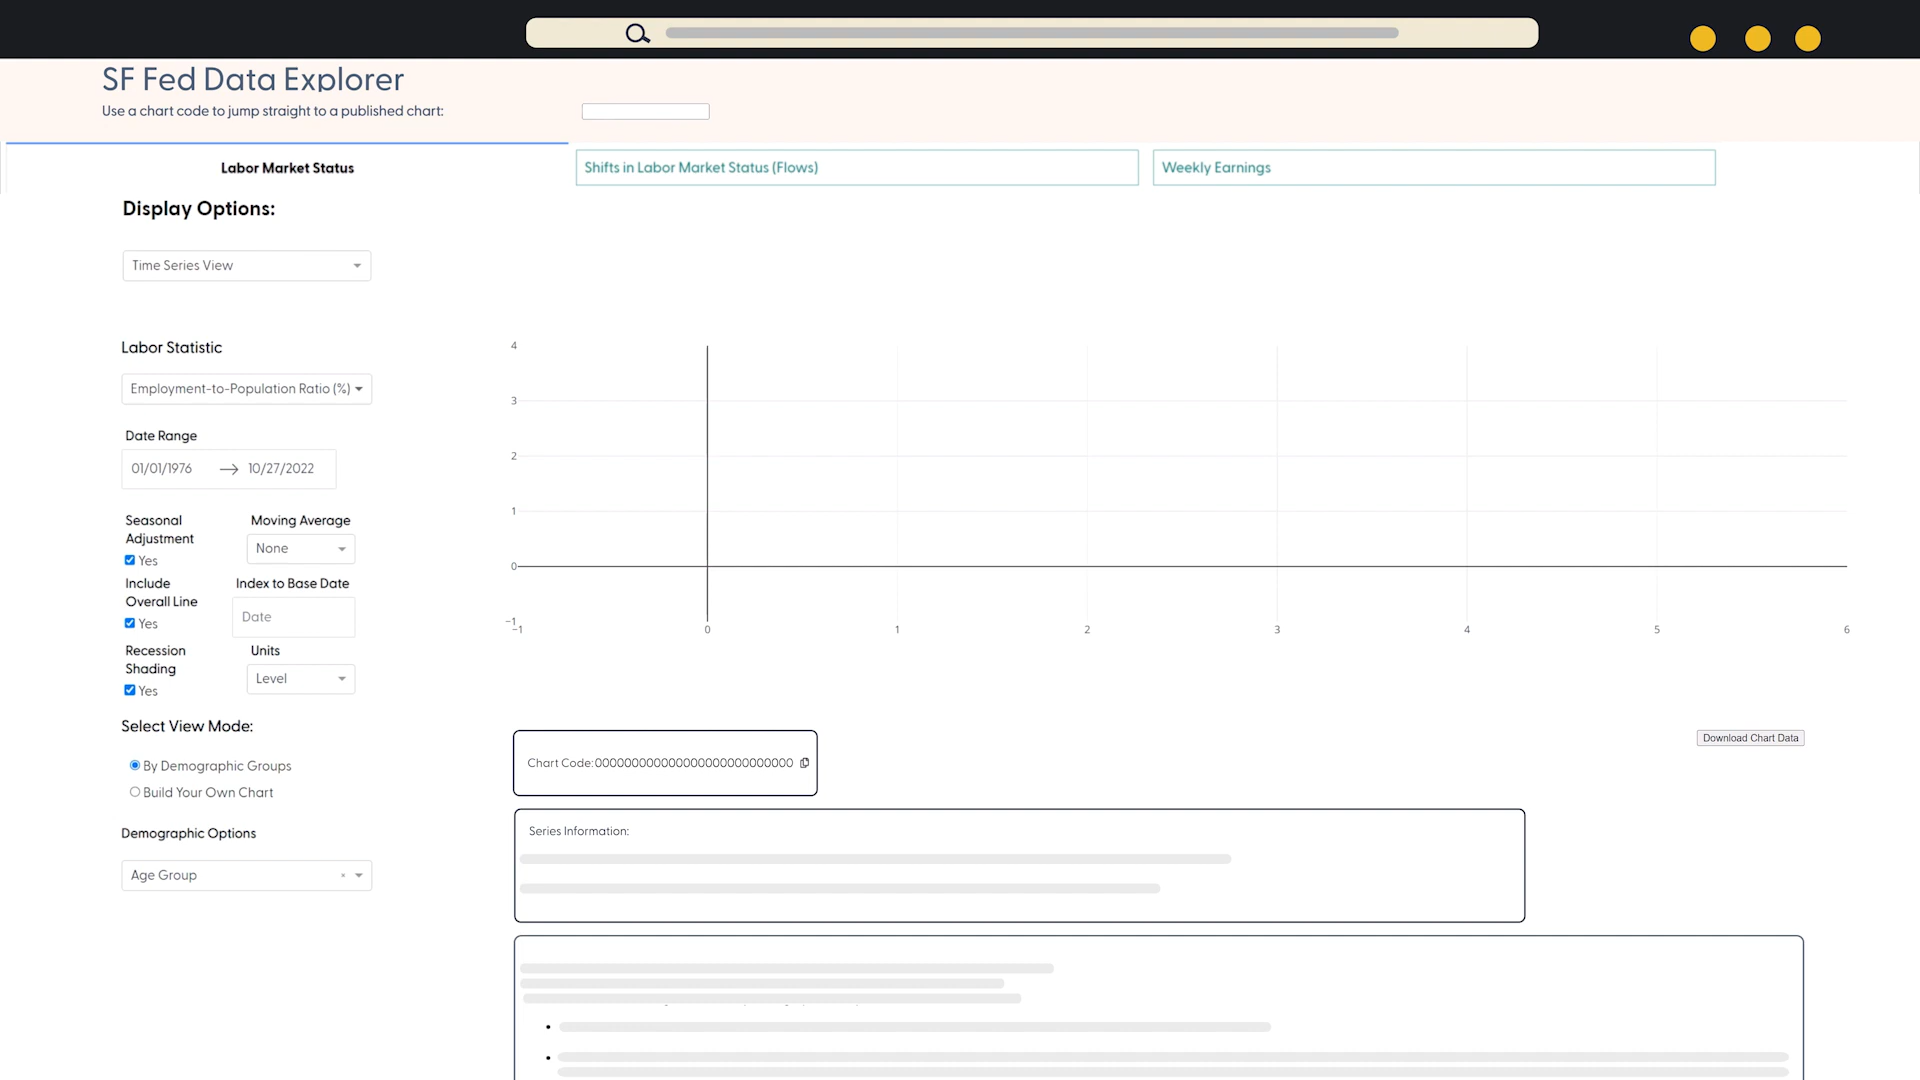 SF Fed Data Explorer
Use a chart code to jump straight to a published chart:
Labor Market Status
Shifts in Labor Market Status (Flows)
Weekly Earnings
Display Options:
Time Series View
Labor Statistic
Employment-to-Population Ratio (%)
Date Range
01/01/1976 → 10/27/2022
Seasonal
Adjustment
Yes
Moving Average
None
Include
Overall Line
Yes
Index to Base Date
Date
Recession
Shading
Yes
Units
Level
Select View Mode:
By Demographic Groups
Build Your Own Chart
Demographic Options
Age Group ×
4
3
2
1
0
−1
−1 0 1 2 3 4 5 6
Chart Code:000000000000000000000000000
Download Chart Data
Series Information: